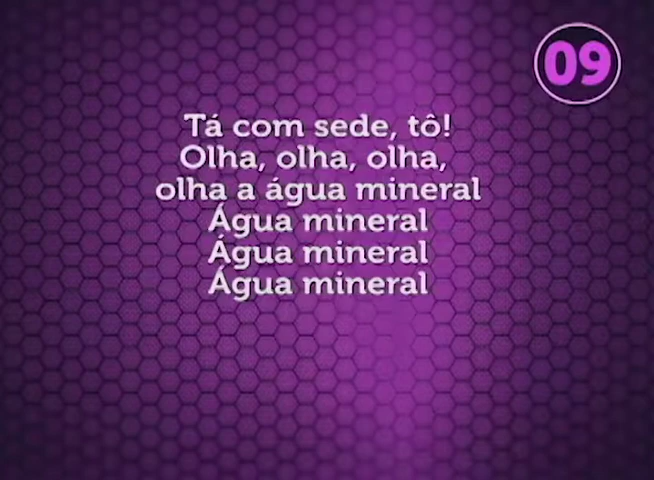 09
Tá com sede, tô!
Olha, olha, olha,
olha a água mineral
Água mineral
Água mineral
Água mineral